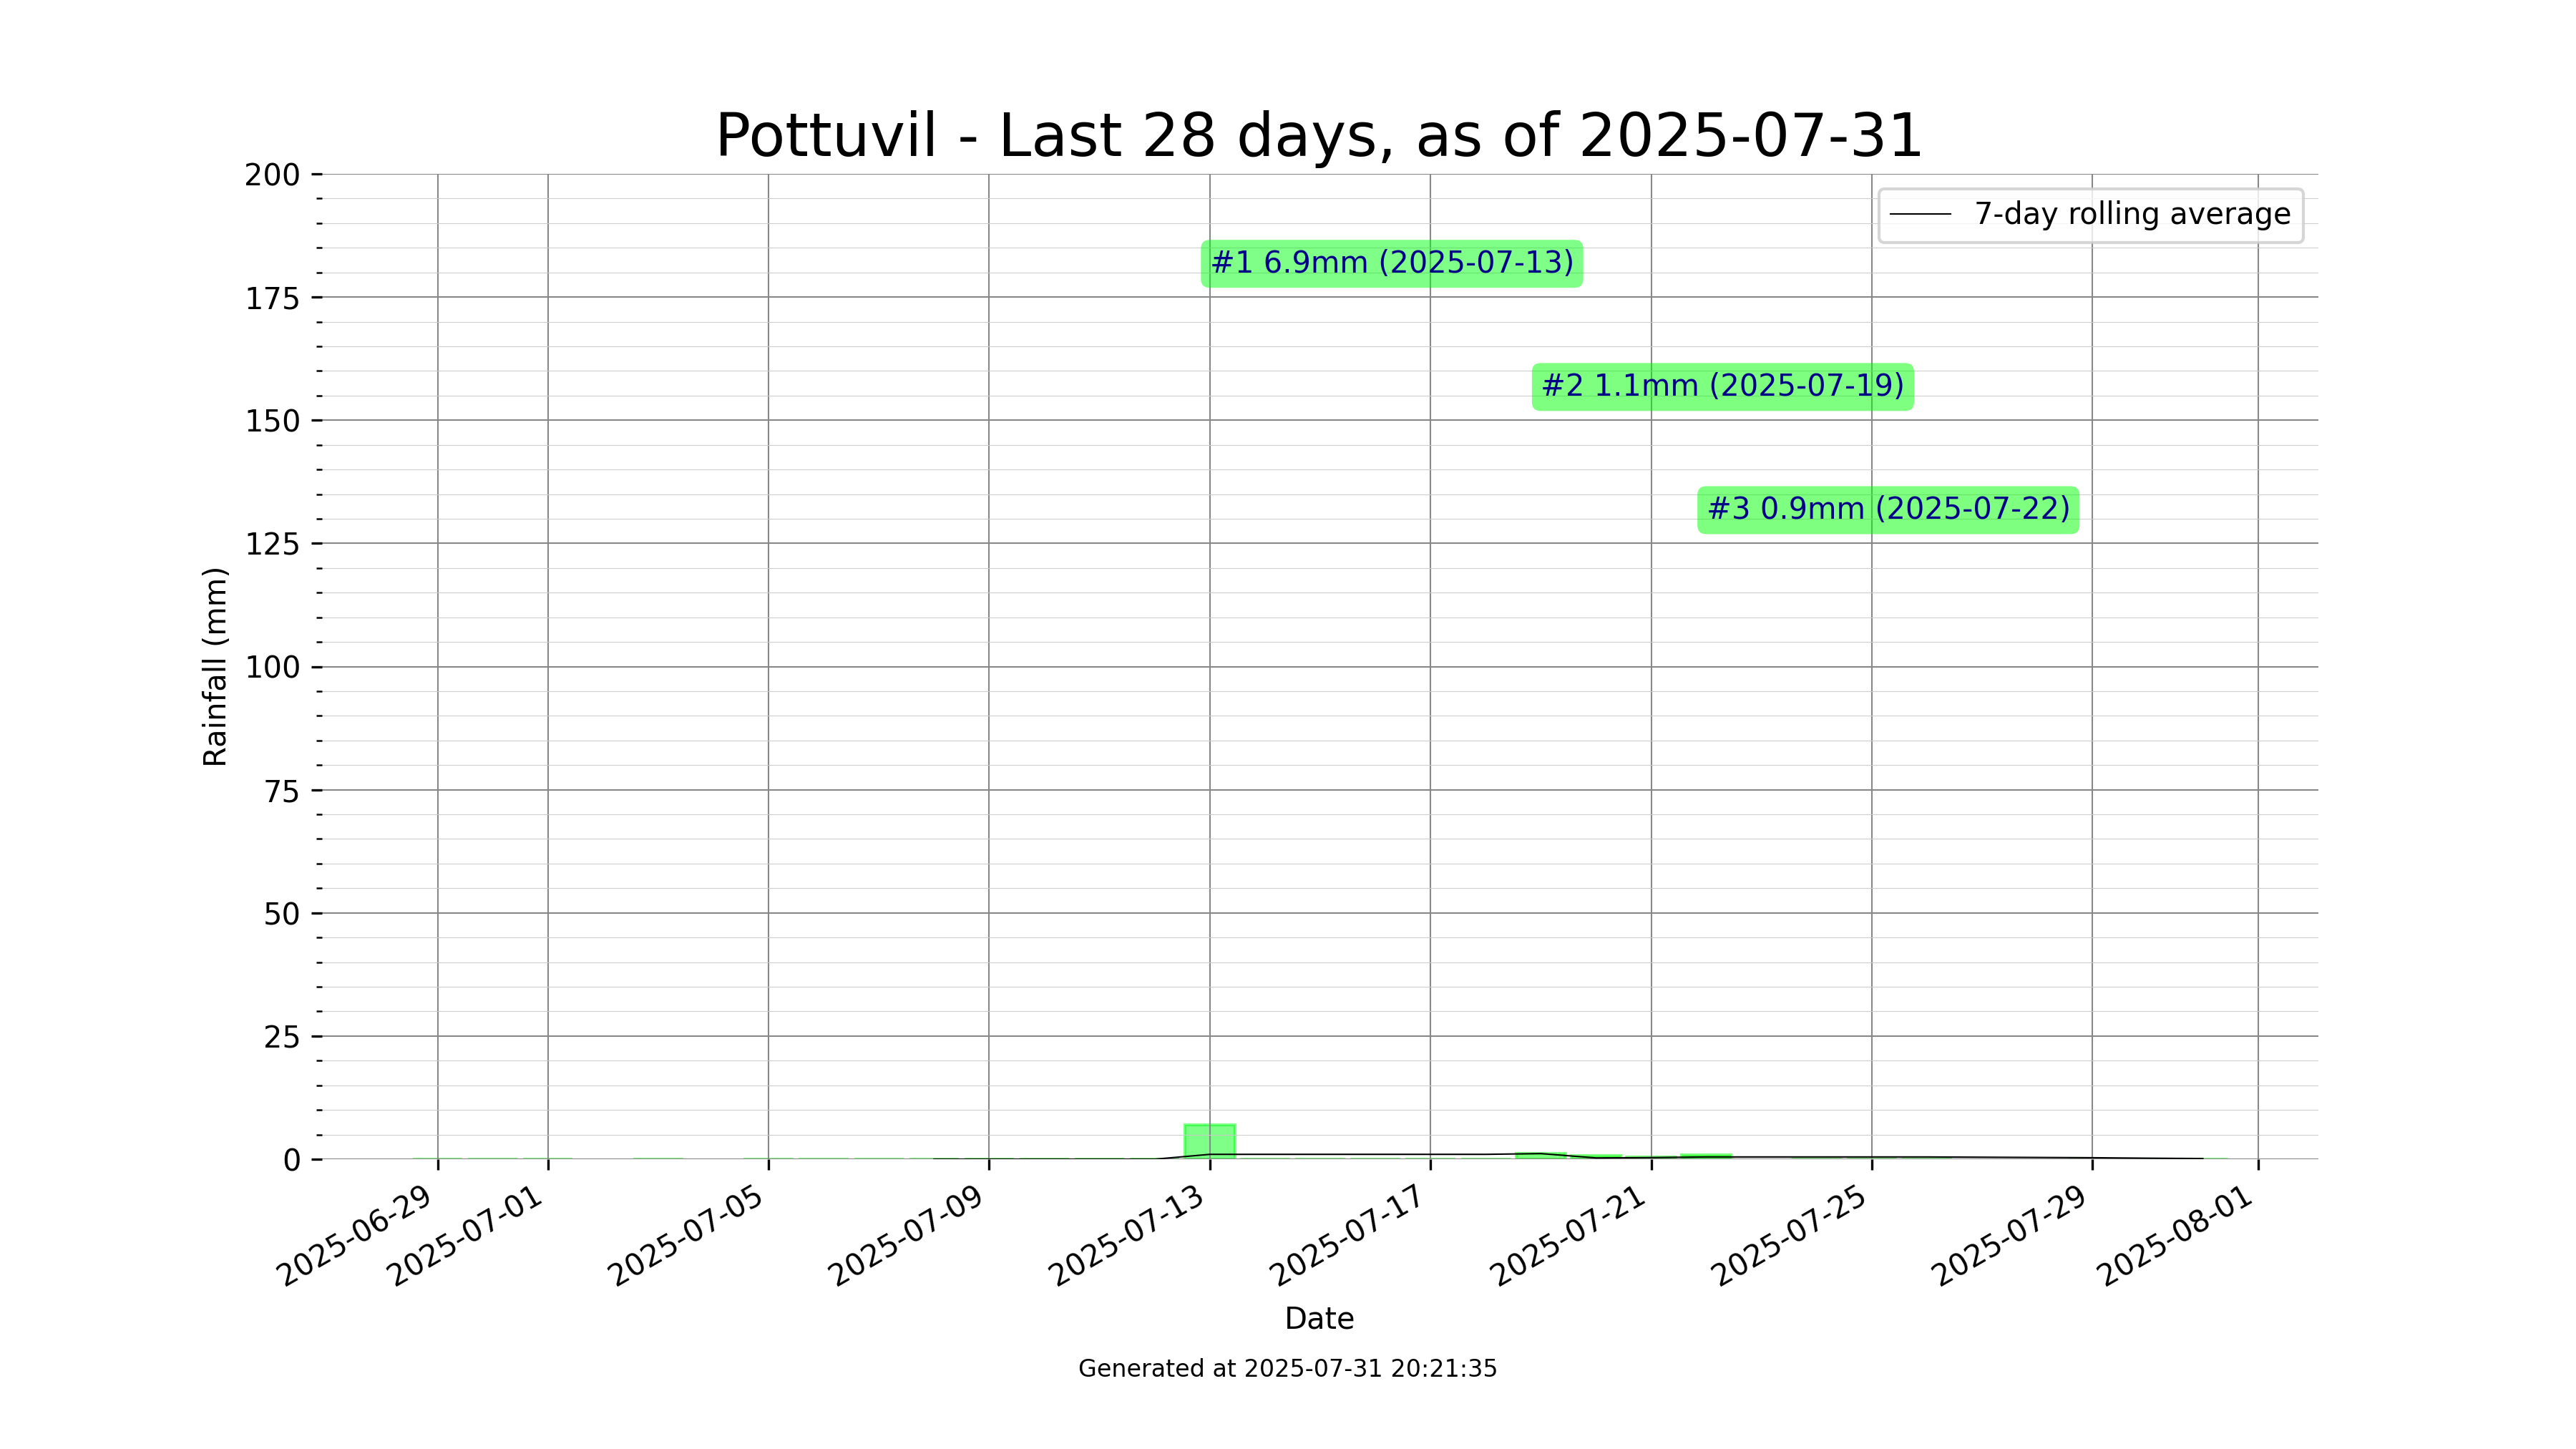 Pottuvil - Last 28 days, as of 2025-07-31
200
175
150
125
100
75
50
25
0
Rainfall (mm)
7-day rolling average
#1 6.9mm (2025-07-13)
#2 1.1mm (2025-07-19)
#3 0.9mm (2025-07-22)
2025-06-29
2025-07-01
2025-07-05
2025-07-09
2025-07-13
2025-07-17
2025-07-21
2025-07-25
2025-07-29
2025-08-01
Date
Generated at 2025-07-31 20:21:35